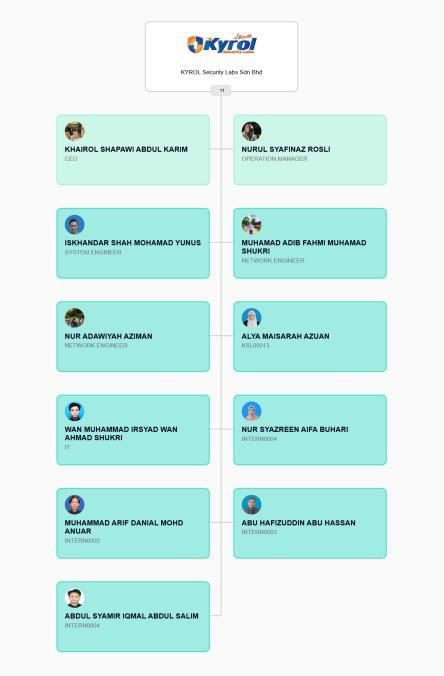 Kyrol
Security Labs
KYROL Security Labs Sdn Bhd
11
KHAIROL SHAPAWI ABDUL KARIM
CEO
NURUL SYAFINAZ ROSLI
OPERATION MANAGER
ISKHANDAR SHAH MOHAMAD YUNUS
SYSTEM ENGINEER
MUHAMAD ADIB FAHMI MUHAMAD
SHUKRI
NETWORK ENGINEER
NUR ADAWIYAH AZIMAN
NETWORK ENGINEER
ALYA MAISARAH AZUAN
KSL00013
WAN MUHAMMAD IRSYAD WAN
AHMAD SHUKRI
IT
NUR SYAZREEN AIFA BUHARI
INTERN0004
MUHAMMAD ARIF DANIAL MOHD
ANUAR
INTERN0002
ABU HAFIZUDDIN ABU HASSAN
INTERN0003
ABDUL SYAMIR IQMAL ABDUL SALIM
INTERN0004